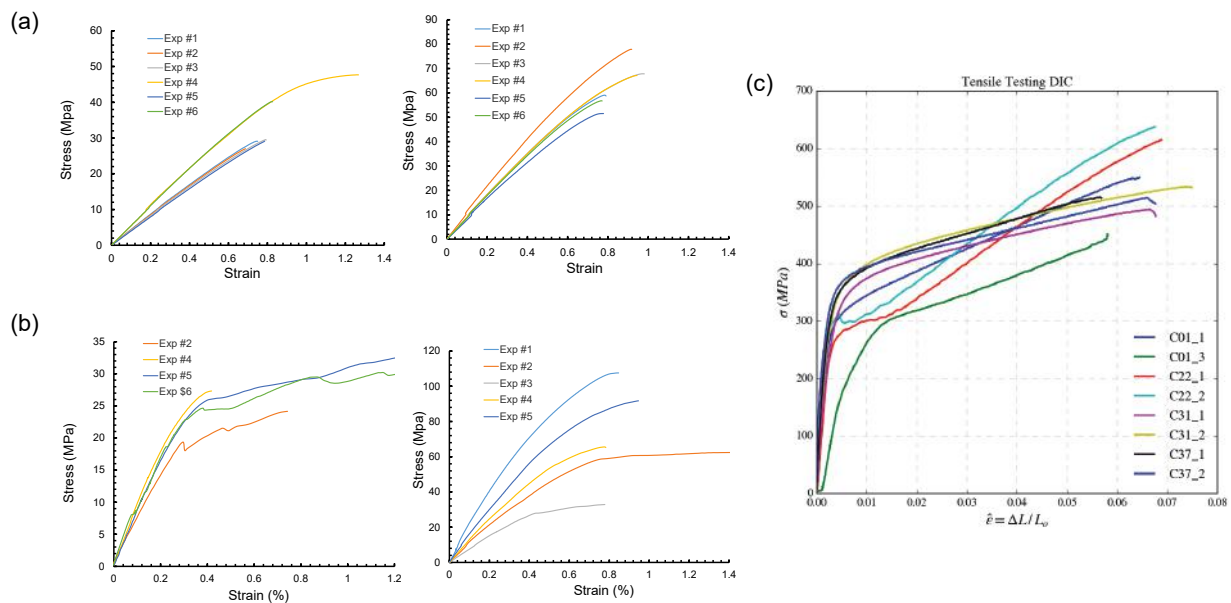 (a)
60
50
40
30
20
10
0
Stress (Mpa)
Exp #1
Exp #2
Exp #3
Exp #4
Exp #5
Exp #6
0 0.2 0.4 0.6 0.8 1 1.2 1.4
Strain
90
80
70
60
50
40
30
20
10
0
Stress (Mpa)
Exp #1
Exp #2
Exp #3
Exp #4
Exp #5
Exp #6
0 0.2 0.4 0.6 0.8 1 1.2 1.4
Strain
(b)
35
30
25
20
15
10
5
0
Stress (MPa)
Exp #2
Exp #4
Exp #5
Exp $6
0 0.2 0.4 0.6 0.8 1 1.2
Strain (%)
120
100
80
60
40
20
0
Stress (Mpa)
Exp #1
Exp #2
Exp #3
Exp #4
Exp #5
0 0.2 0.4 0.6 0.8 1 1.2 1.4
Strain (%)
(c)
Tensile Testing DIC
700
600
500
400
300
200
100
0
σ (MPa)
C01_1
C01_3
C22_1
C22_2
C31_1
C31_2
C37_1
C37_2
0.00 0.01 0.02 0.03 0.04 0.05 0.06 0.07 0.08
ê = ΔL/Lₒ